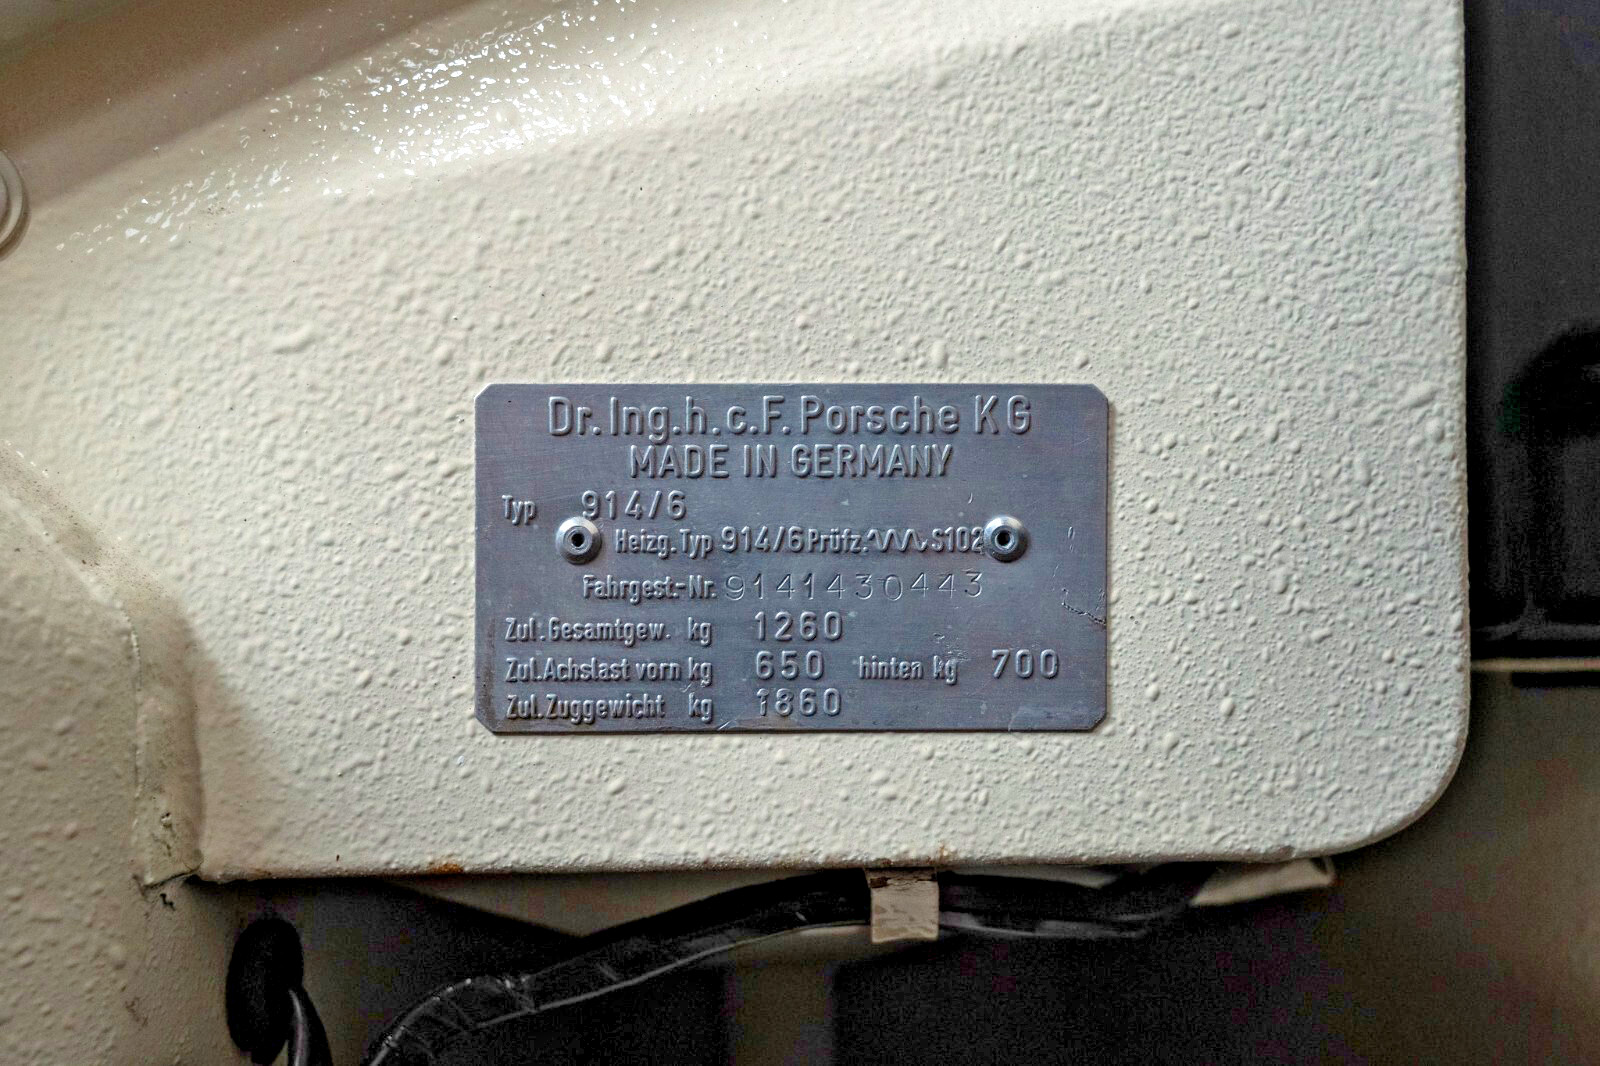 Dr. Ing. h. c. F. Porsche KG
MADE IN GERMANY
Typ 914/6
Heizg. Typ 914/6 Prüfz. S102
Fahrgest.-Nr. 9141430443
Zul. Gesamtgew. kg 1260
Zul. Achslast vorn kg 650 hinten kg 700
Zul. Zuggewicht kg 1860